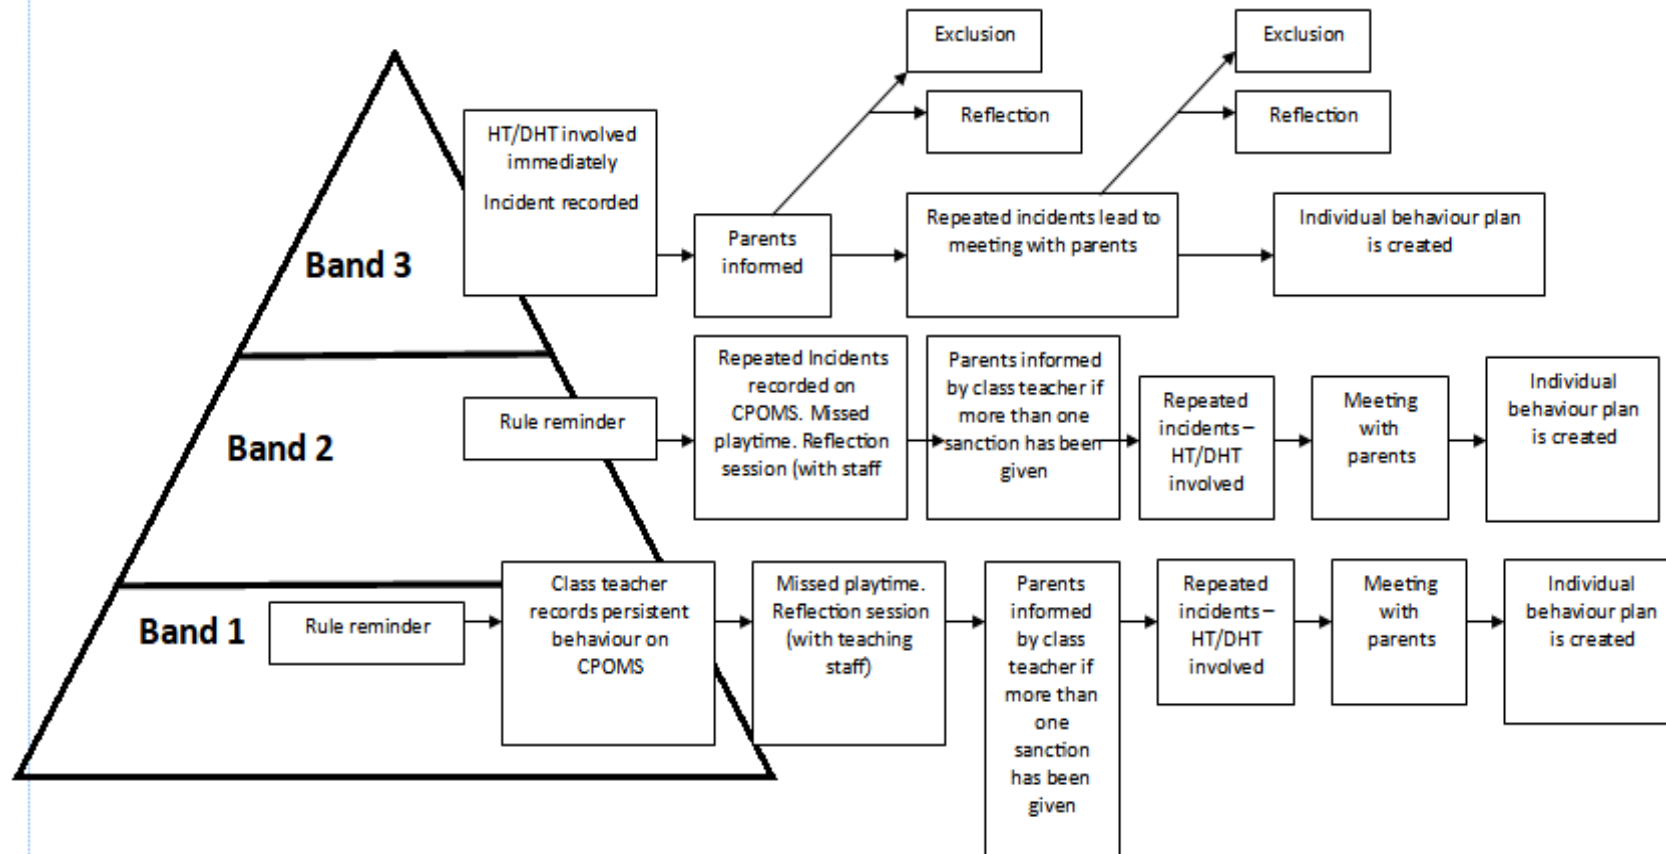 Exclusion
Reflection
Exclusion
Reflection
Band 3
HT/DHT involved
immediately
Incident recorded
Parents
informed
Repeated incidents lead to
meeting with parents
Individual behaviour plan
is created
Band 2
Rule reminder
Repeated Incidents
recorded on
CPOMS. Missed
playtime. Reflection
session (with staff
Parents informed
by class teacher if
more than one
sanction has been
given
Repeated
incidents –
HT/DHT
involved
Meeting
with
parents
Individual
behaviour plan
is created
Band 1
Rule reminder
Class teacher
records persistent
behaviour on
CPOMS
Missed playtime.
Reflection session
(with teaching
staff)
Parents
informed
by class
teacher if
more than
one
sanction
has been
given
Repeated
incidents –
HT/DHT
involved
Meeting
with
parents
Individual
behaviour plan
is created